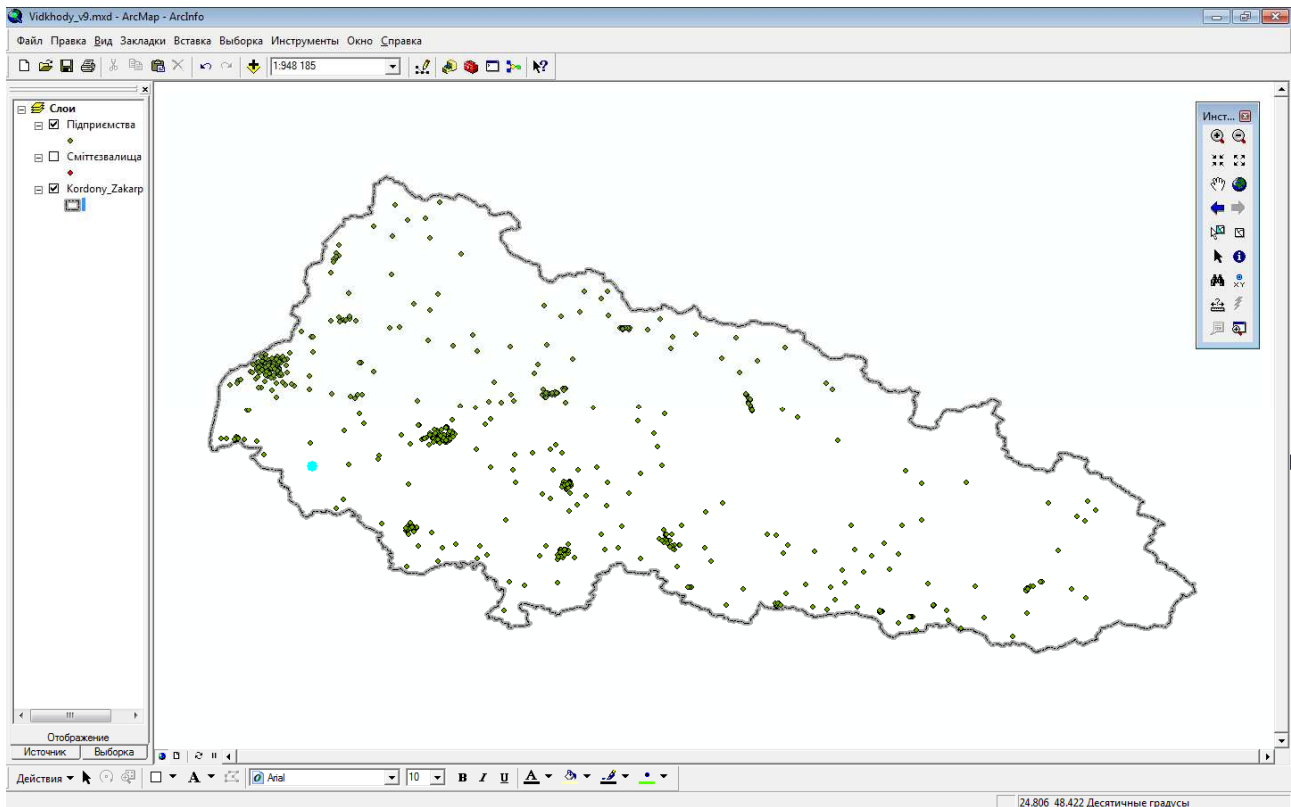 Vidkhody_v9.mxd - ArcMap - ArcInfo
Файл Правка Вид Закладки Вставка Выборка Инструменты Окно Справка
1:948 185
Слои
Підприємства
Сміттєзвалища
Kordony_Zakarp
Инст...
XY
Отображение
Источник Выборка
Действия A Arial 10 B I U A
24.806 48.422 Десятичные градусы